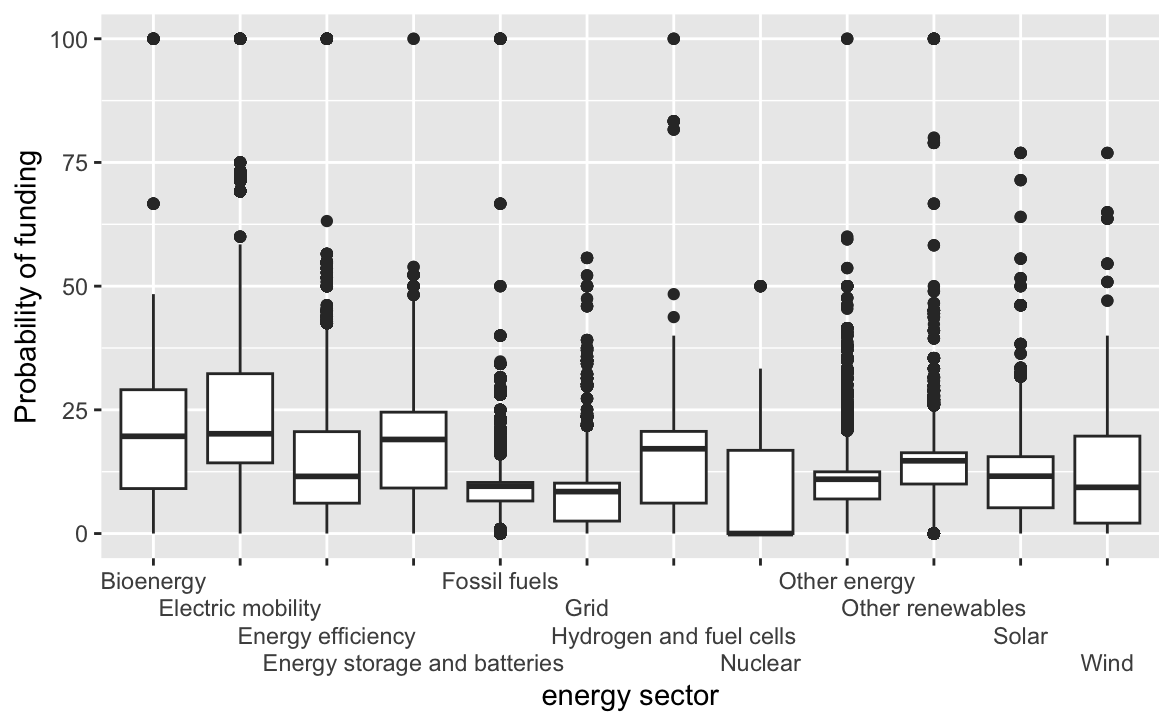 100
75
50
25
0
Probability of funding
Bioenergy
Fossil fuels
Other energy
Electric mobility
Grid
Other renewables
Energy efficiency
Hydrogen and fuel cells
Solar
Energy storage and batteries
Nuclear
Wind
energy sector